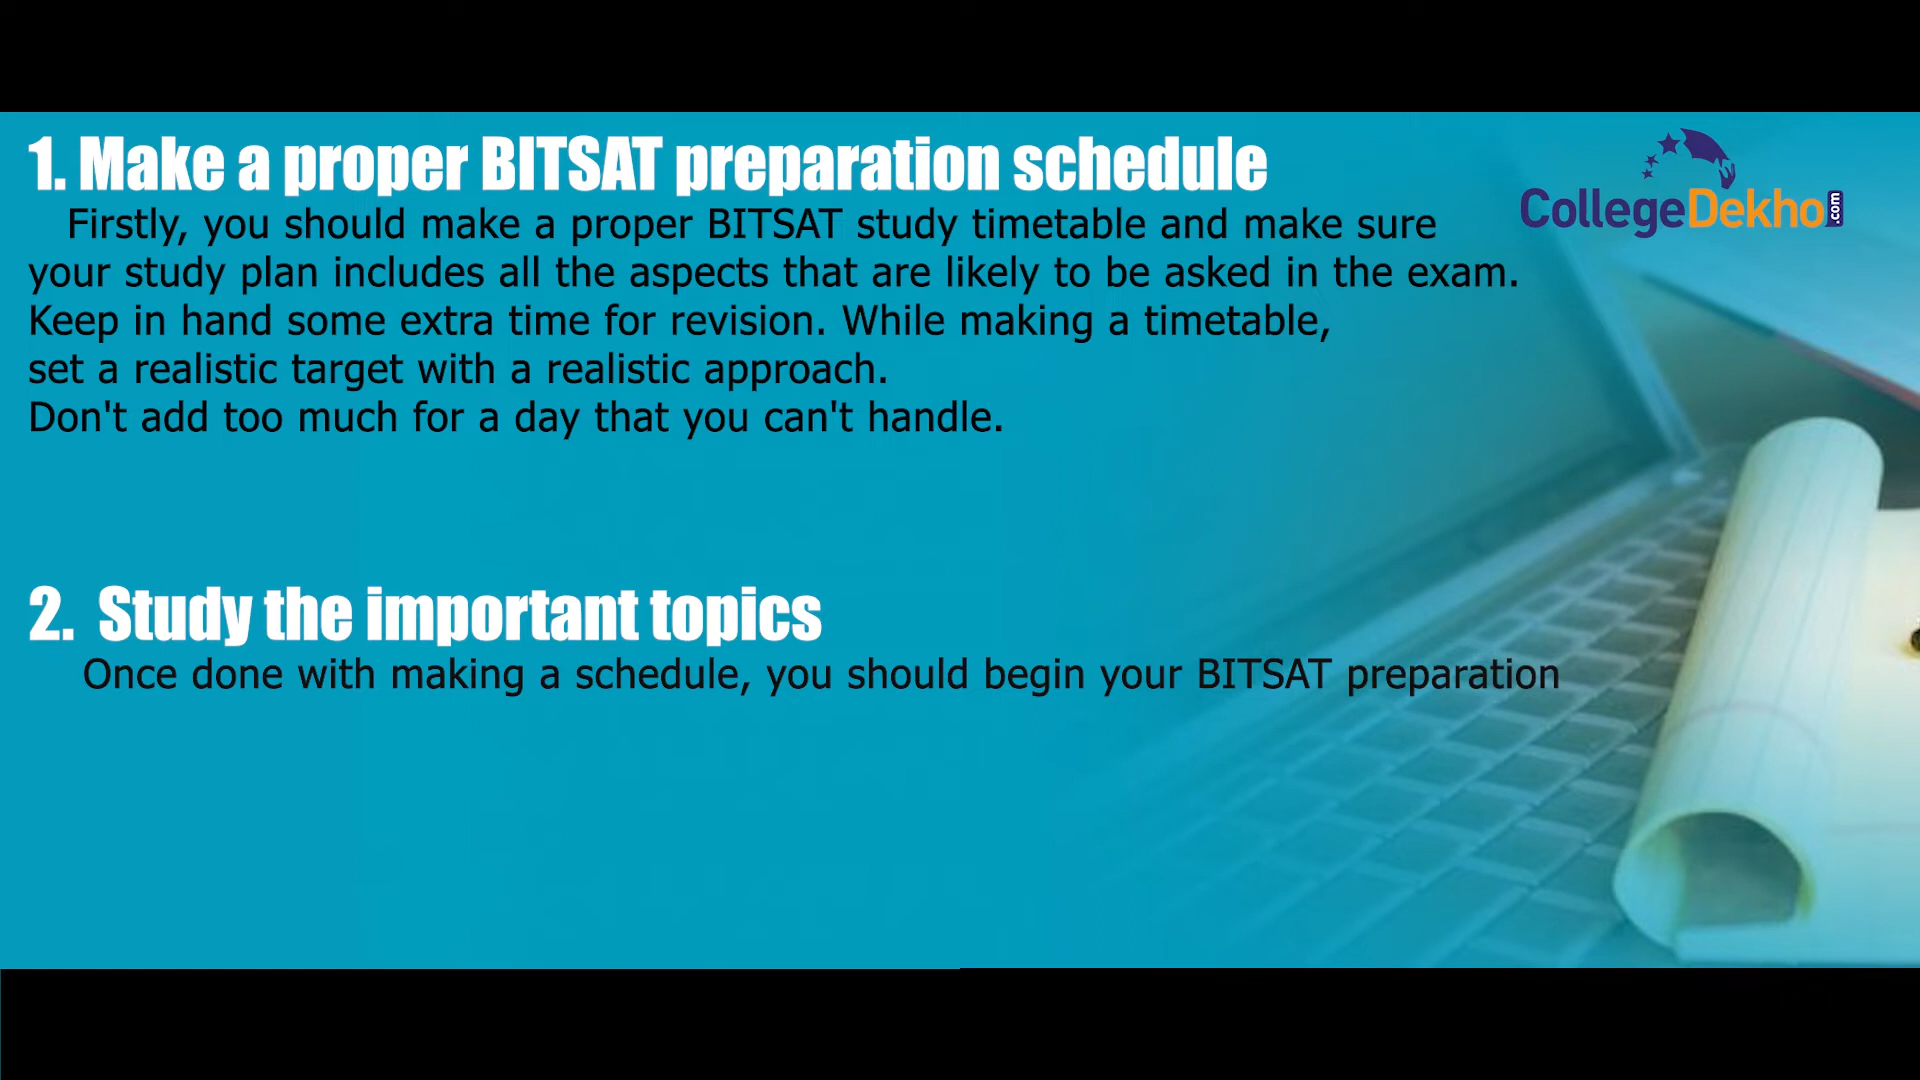 1. Make a proper BITSAT preparation schedule
CollegeDekho.com
Firstly, you should make a proper BITSAT study timetable and make sure
your study plan includes all the aspects that are likely to be asked in the exam.
Keep in hand some extra time for revision. While making a timetable,
set a realistic target with a realistic approach.
Don't add too much for a day that you can't handle.
2. Study the important topics
Once done with making a schedule, you should begin your BITSAT preparation